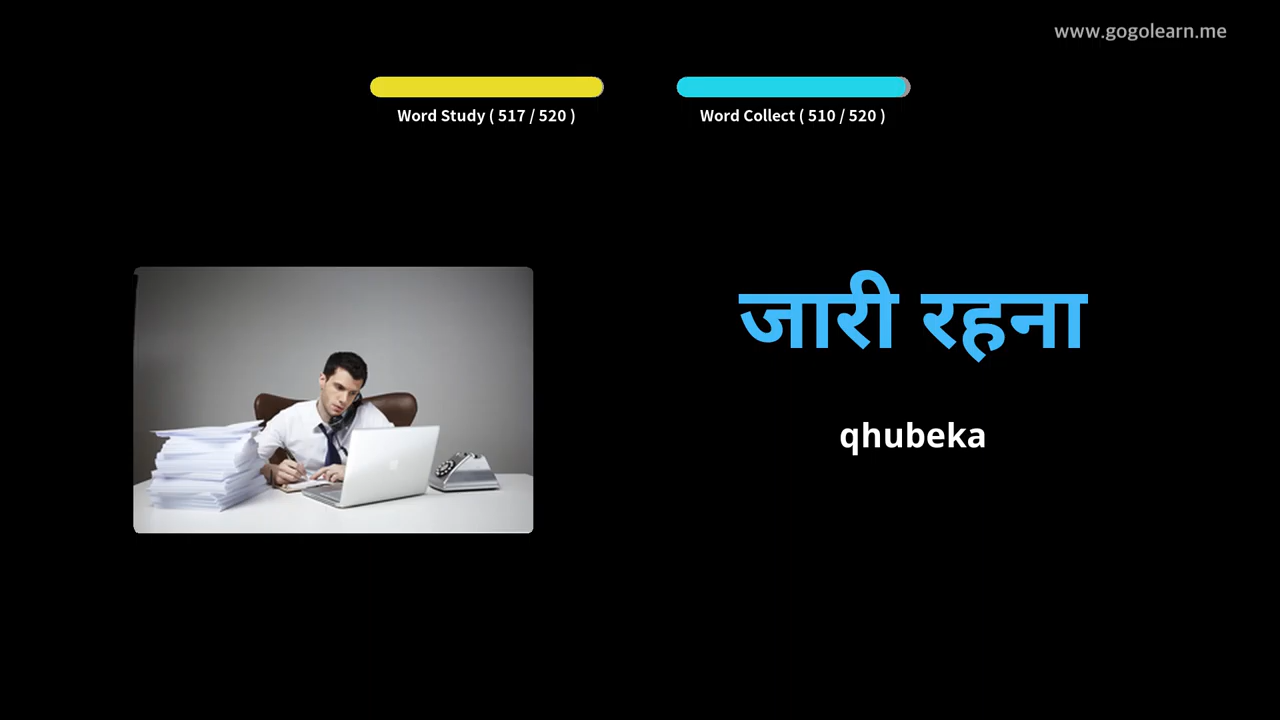 www.gogolearn.me
Word Study ( 517 / 520 )
Word Collect ( 510 / 520 )
जारी रहना
qhubeka